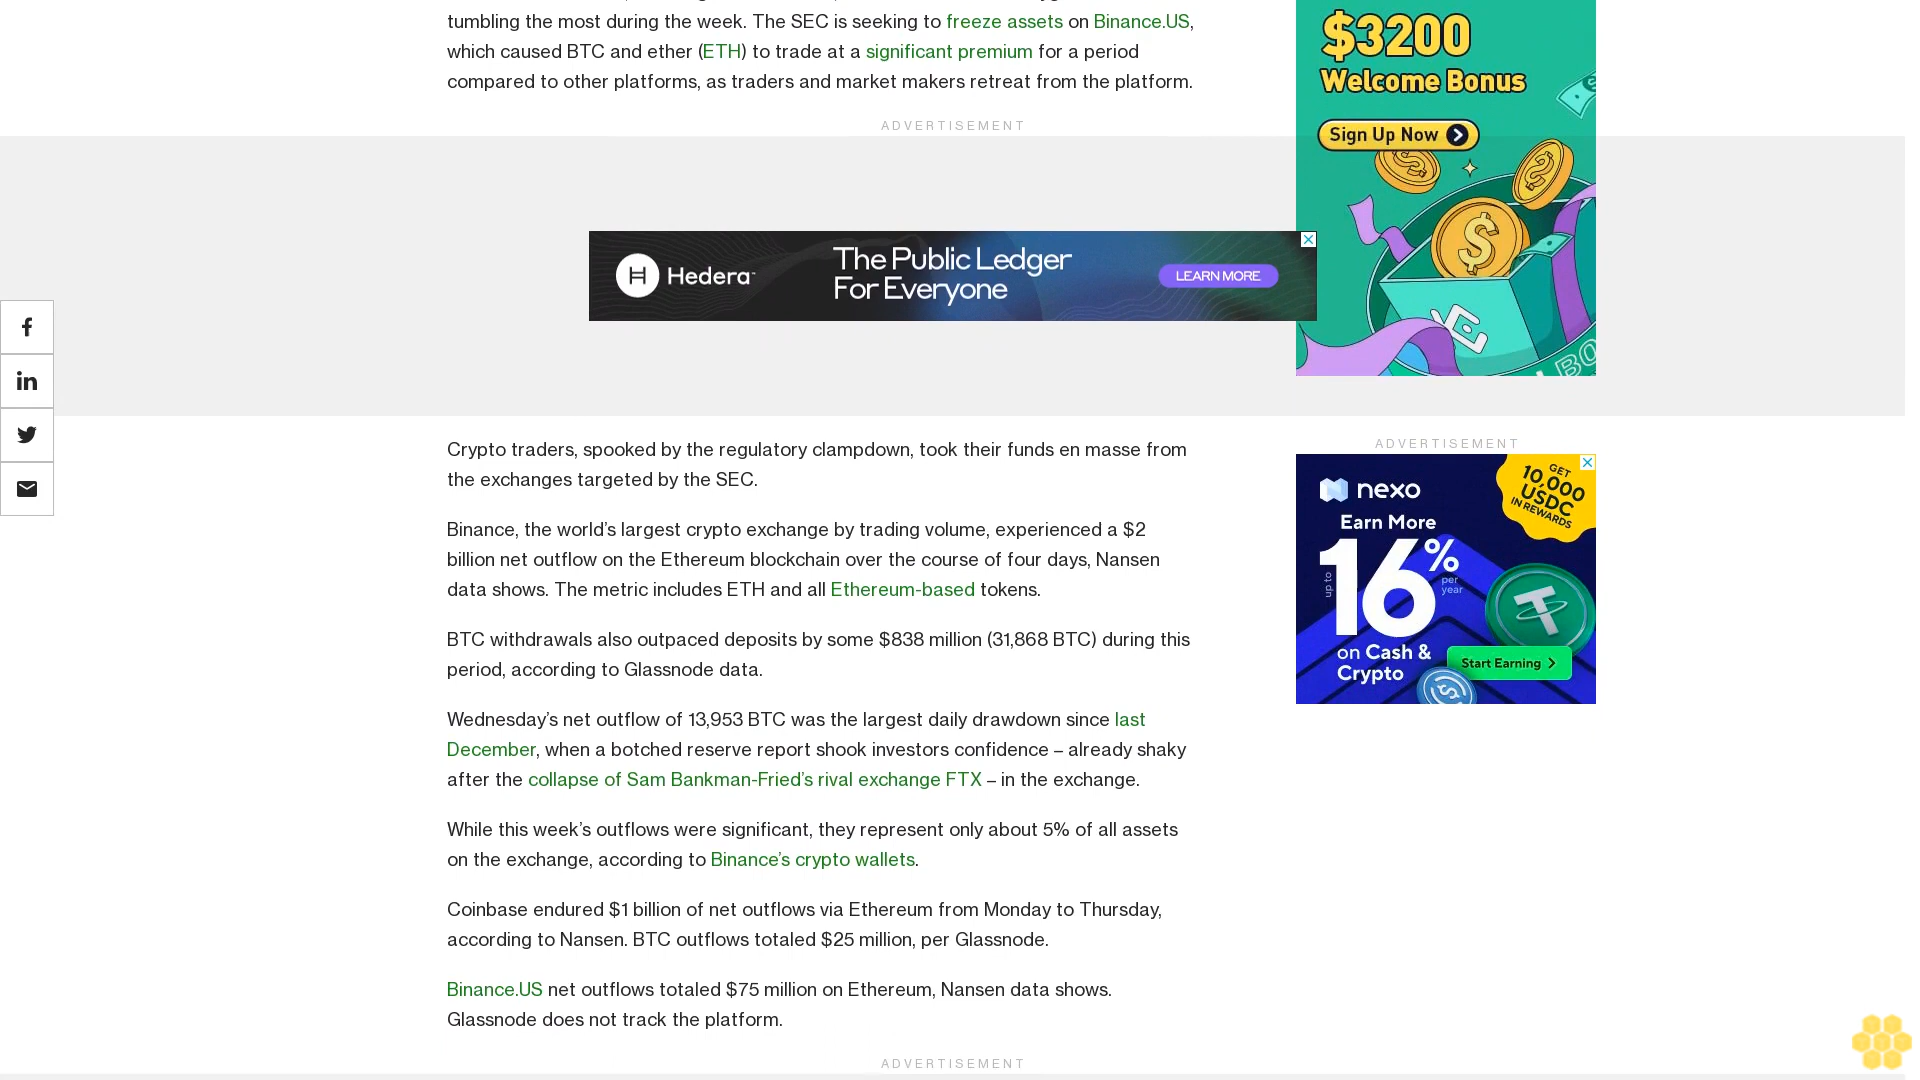 tumbling the most during the week. The SEC is seeking to freeze assets on Binance.US,
which caused BTC and ether (ETH) to trade at a significant premium for a period
compared to other platforms, as traders and market makers retreat from the platform.
$3200
Welcome Bonus
Sign Up Now
ADVERTISEMENT
Hedera
The Public Ledger
For Everyone
LEARN MORE
Crypto traders, spooked by the regulatory clampdown, took their funds en masse from
the exchanges targeted by the SEC.
Binance, the world’s largest crypto exchange by trading volume, experienced a $2
billion net outflow on the Ethereum blockchain over the course of four days, Nansen
data shows. The metric includes ETH and all Ethereum-based tokens.
BTC withdrawals also outpaced deposits by some $838 million (31,868 BTC) during this
period, according to Glassnode data.
Wednesday’s net outflow of 13,953 BTC was the largest daily drawdown since last
December, when a botched reserve report shook investors confidence – already shaky
after the collapse of Sam Bankman-Fried’s rival exchange FTX – in the exchange.
While this week’s outflows were significant, they represent only about 5% of all assets
on the exchange, according to Binance’s crypto wallets.
Coinbase endured $1 billion of net outflows via Ethereum from Monday to Thursday,
according to Nansen. BTC outflows totaled $25 million, per Glassnode.
Binance.US net outflows totaled $75 million on Ethereum, Nansen data shows.
Glassnode does not track the platform.
ADVERTISEMENT
ADVERTISEMENT
nexo
GET
10,000
USDC
IN REWARDS
Earn More
up to
16%
per
year
on Cash &
Crypto
Start Earning